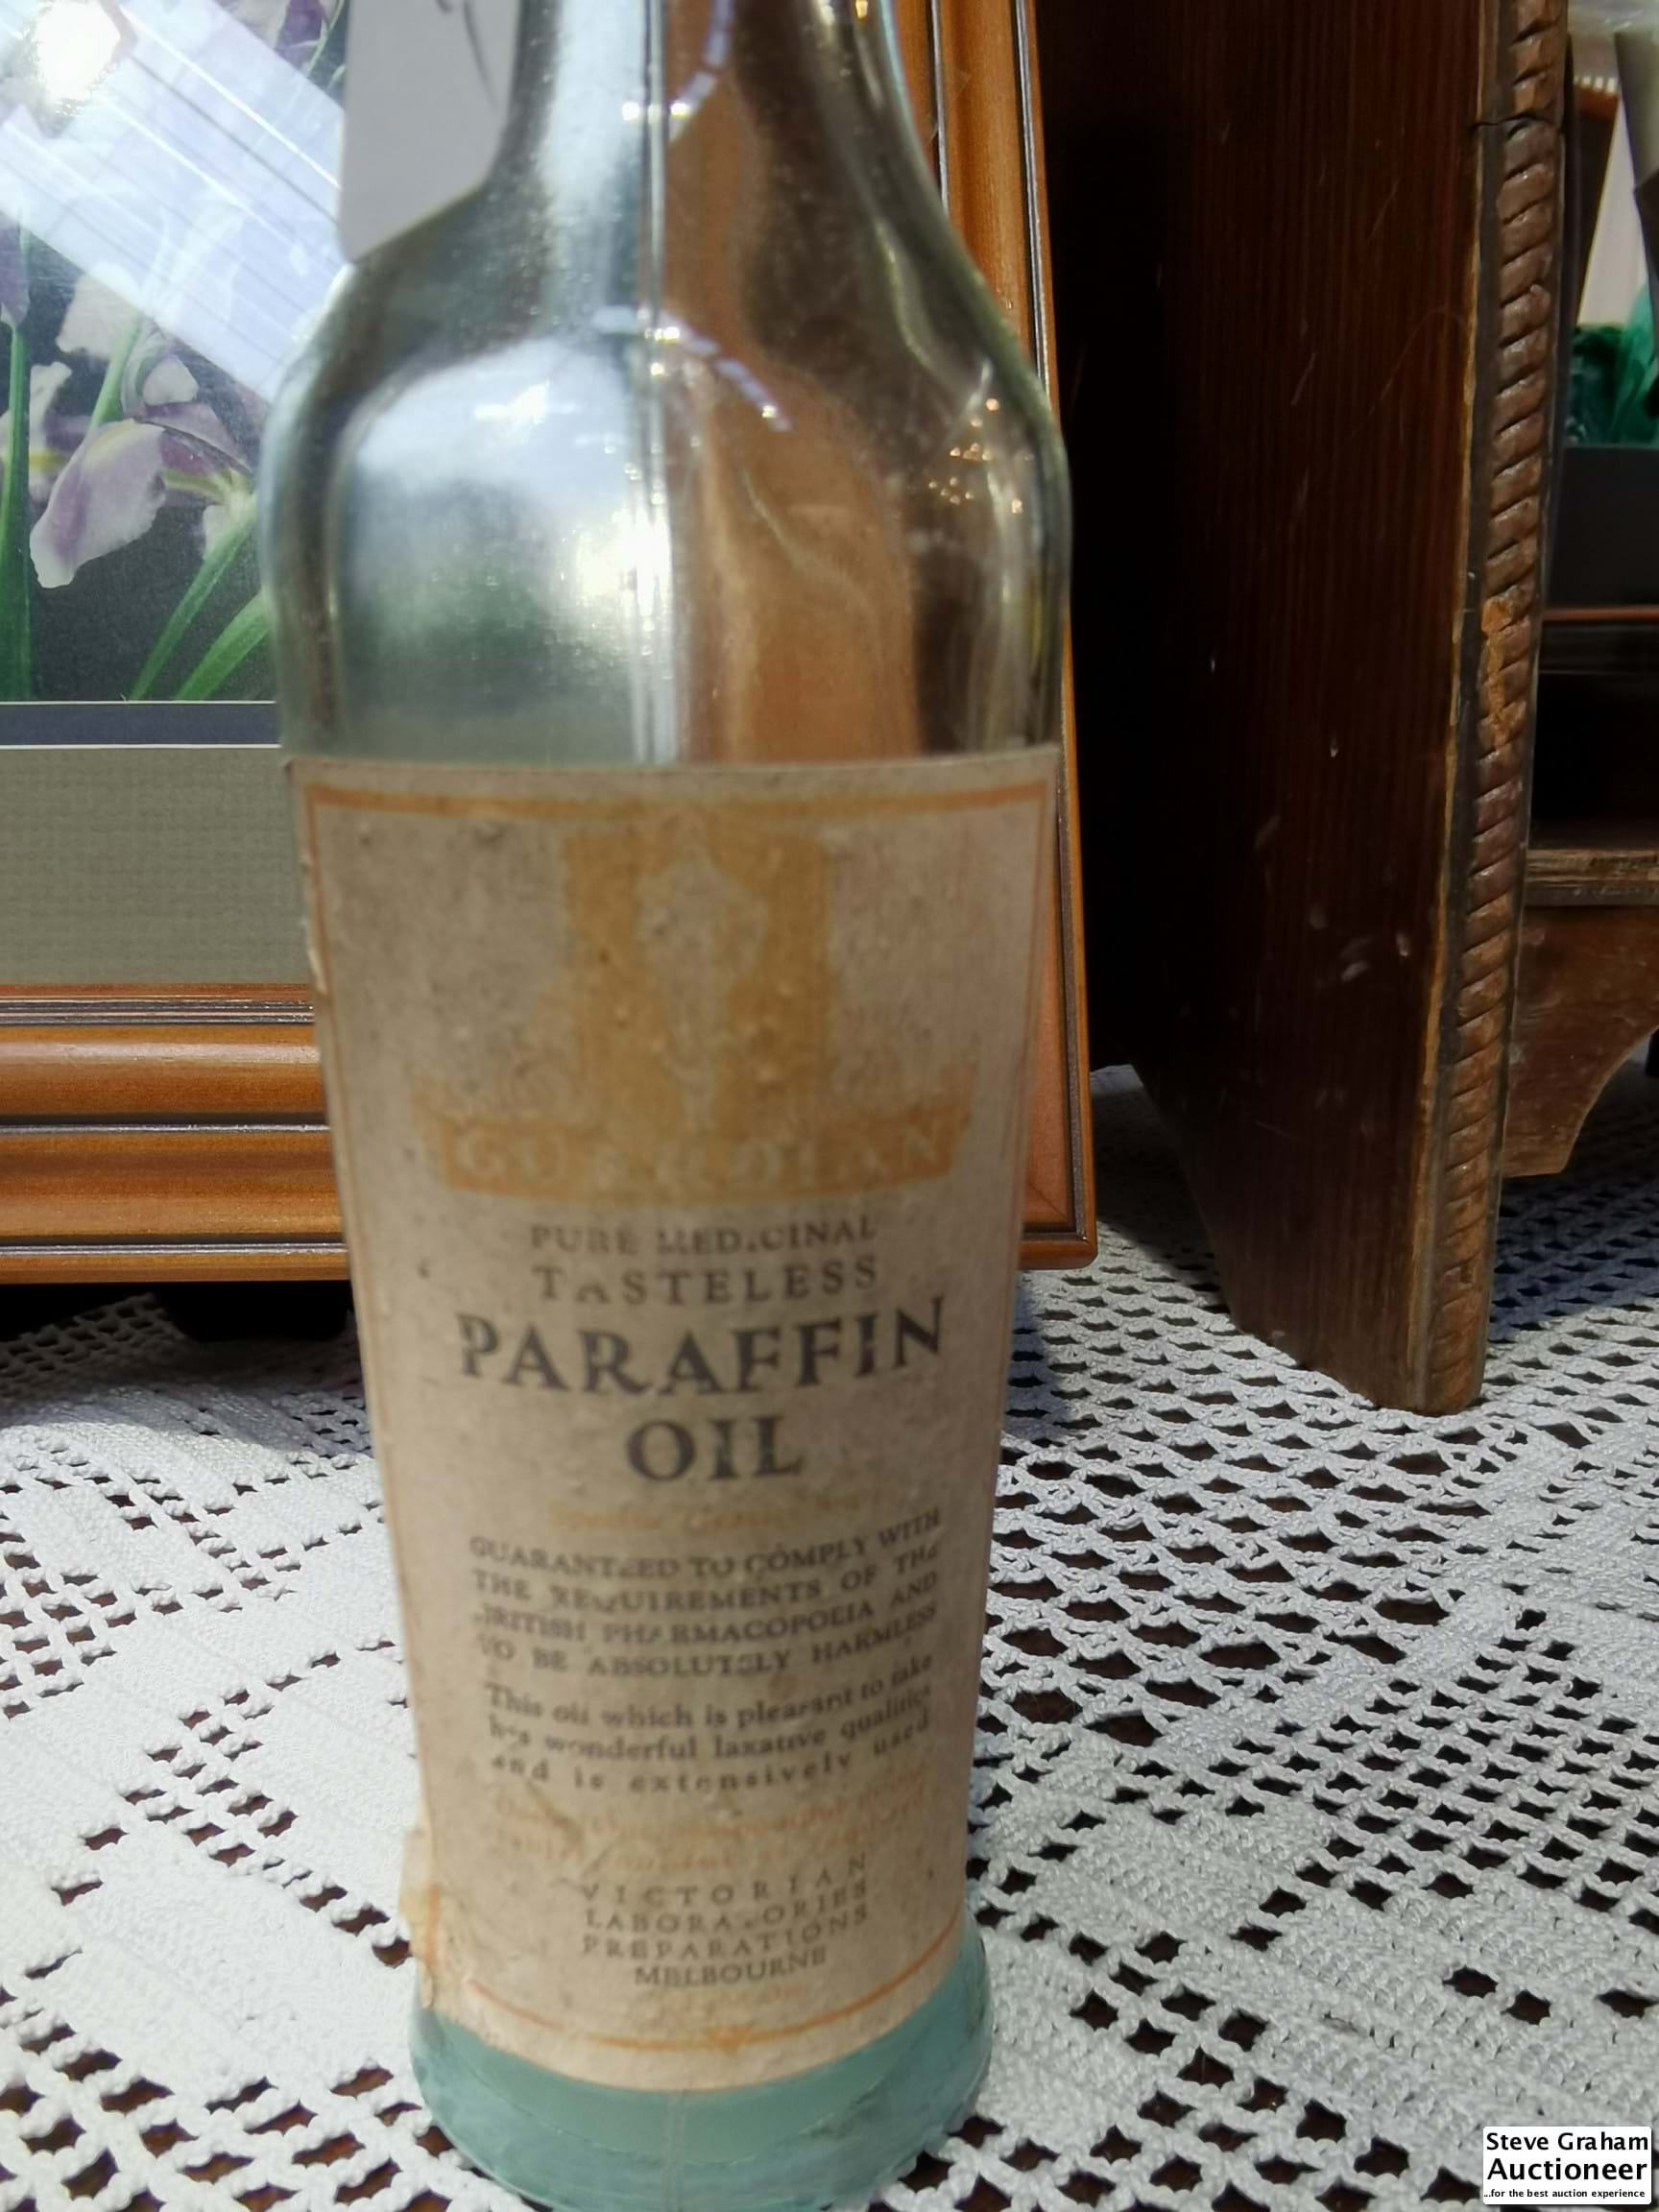 GUARDIAN
PURE MEDICINAL
TASTELESS
PARAFFIN
OIL
GUARANTEED TO COMPLY WITH
THE REQUIREMENTS OF THE
BRITISH PHARMACOPOEIA AND
TO BE ABSOLUTELY HARMLESS
This oil which is pleasant to take
has wonderful laxative qualities
and is extensively used
VICTORIAN
LABORATORIES
PREPARATIONS
MELBOURNE
Steve Graham
Auctioneer
...for the best auction experience